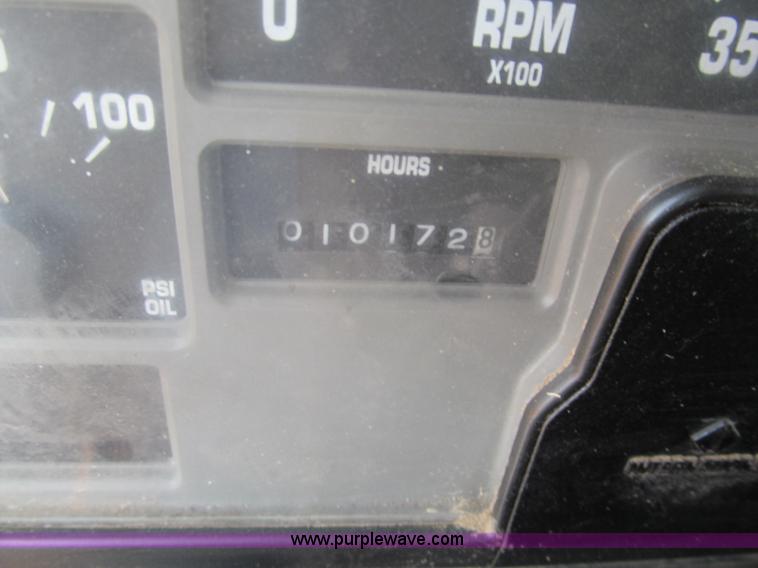 0
RPM
X100
35
100
HOURS
0101728
PSI
OIL
www.purplewave.com